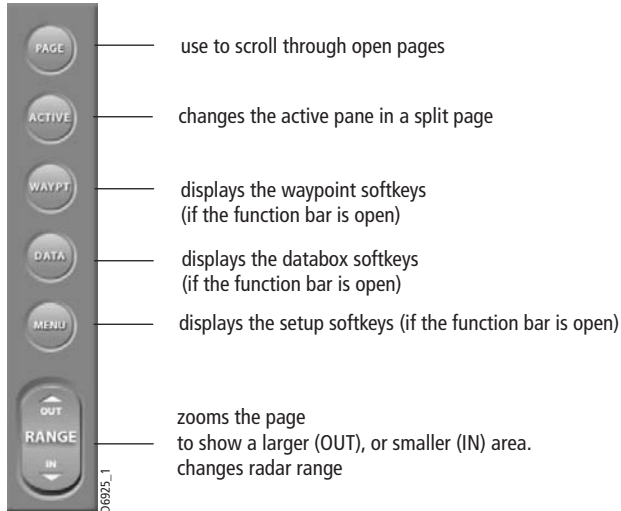 PAGE
use to scroll through open pages
ACTIVE
changes the active pane in a split page
WAYPT
displays the waypoint softkeys
(if the function bar is open)
DATA
displays the databox softkeys
(if the function bar is open)
MENU
displays the setup softkeys (if the function bar is open)
OUT
RANGE
IN
zooms the page
to show a larger (OUT), or smaller (IN) area.
changes radar range
D6925_1